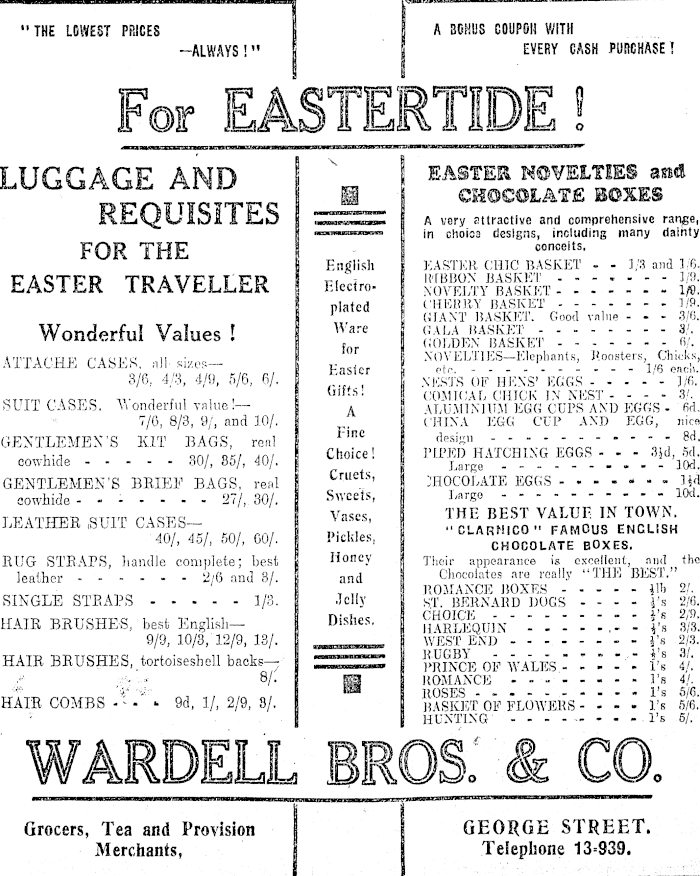 "THE LOWEST PRICES
—ALWAYS!"
A BONUS COUPON WITH
EVERY CASH PURCHASE!
For EASTERTIDE!
LUGGAGE AND
REQUISITES
FOR THE
EASTER TRAVELLER
Wonderful Values!
ATTACHE CASES, all sizes—
3/6, 4/3, 4/9, 5/6, 6/.
SUIT CASES. Wonderful value!—
7/6, 8/3, 9/, and 10/.
GENTLEMEN'S KIT BAGS, real
cowhide - - - - - 30/, 35/, 40/.
GENTLEMEN'S BRIEF BAGS, real
cowhide - - - - - - 27/, 30/.
LEATHER SUIT CASES—
40/, 45/, 50/, 60/.
RUG STRAPS, handle complete; best
leather - - - - - - 2/6 and 3/.
SINGLE STRAPS - - - - - 1/3.
HAIR BRUSHES, best English—
9/9, 10/3, 12/9, 13/.
HAIR BRUSHES, tortoiseshell backs—
8/.
HAIR COMBS - - - 9d, 1/, 2/9, 3/.
English
Electro-
plated
Ware
for
Easter
Gifts!
A
Fine
Choice!
Cruets,
Sweets,
Vases,
Pickles,
Honey
and
Jelly
Dishes.
EASTER NOVELTIES and
CHOCOLATE BOXES
A very attractive and comprehensive range,
in choice designs, including many dainty
conceits.
EASTER CHIC BASKET - - 1/3 and 1/6.
RIBBON BASKET - - - - - - - 1/9.
NOVELTY BASKET - - - - - - -
CHERRY BASKET - - - - - - - 1/9.
GIANT BASKET. Good value - - - 3/6
GALA BASKET - - - - - - - - 3/.
GOLDEN BASKET - - - - - - - 6/.
NOVELTIES—Elephants, Roosters, Chicks,
etc. - - - - - - - - - 1/6 each.
NESTS OF HENS' EGGS - - - - - 1/6.
COMICAL CHICK IN NEST - - - - 3/.
ALUMINIUM EGG CUPS AND EGGS - 6d.
CHINA EGG CUP AND EGG, nice
design - - - - - - - - - - 8d.
PIPED HATCHING EGGS - - - 3½d, 5d.
Large - - - - - - - - - 10d.
CHOCOLATE EGGS - - - - - - - 1½d
Large - - - - - - - - - 10d.
THE BEST VALUE IN TOWN.
"CLARNICO" FAMOUS ENGLISH
CHOCOLATE BOXES.
Their appearance is excellent, and the
Chocolates are really "THE BEST."
ROMANCE BOXES - - - - - ½lb 2/.
ST. BERNARD DOGS - - - - ½'s 2/6.
CHOICE - - - - - - - - ½'s 2/9.
HARLEQUIN - - - - - - - ½'s 3/3
WEST END - - - - - - - ½'s 2/3.
RUGBY - - - - - - - - ½'s 3/.
PRINCE OF WALES - - - - - 1's 4/.
ROMANCE - - - - - - - - 1's 4/.
ROSES - - - - - - - - - 1's 5/6
BASKET OF FLOWERS - - - - 1's 5/6.
HUNTING - - - - - - - - 1's 5/.
WARDELL BROS. & CO.
Grocers, Tea and Provision
Merchants,
GEORGE STREET.
Telephone 13-939.